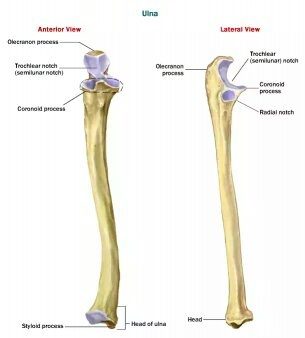 Ulna
Anterior View
Olecranon process
Trochlear notch
(semilunar notch)
Coronoid process
Styloid process
Head of ulna
Lateral View
Olecranon
process
Trochlear
(semilunar) notch
Coronoid
process
Radial notch
Head